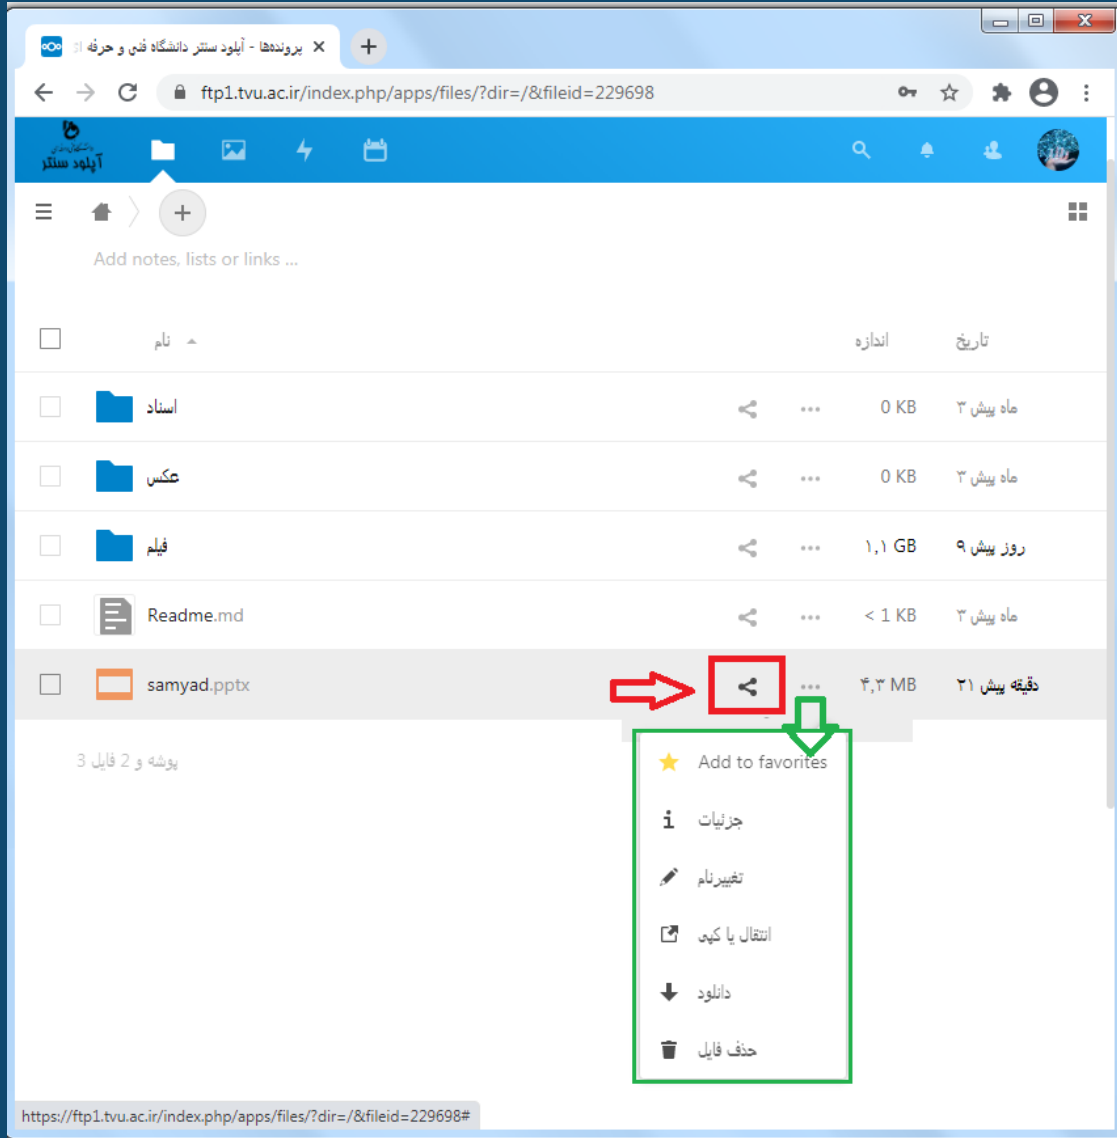 پرونده‌ها - آپلود سنتر دانشگاه فنی و حرفه ای
ftp1.tvu.ac.ir/index.php/apps/files/?dir=/&fileid=229698
آپلود سنتر
Add notes, lists or links ...
نام
اندازه
تاریخ
اسناد
0 KB
ماه پیش ۳
عکس
0 KB
ماه پیش ۳
فیلم
۱,۱ GB
روز پیش ۹
Readme.md
< 1 KB
ماه پیش ۳
samyad.pptx
۴,۳ MB
دقیقه پیش ۲۱
پوشه و 2 فایل 3
Add to favorites
جزئیات
تغییرنام
انتقال یا کپی
دانلود
حذف فایل
https://ftp1.tvu.ac.ir/index.php/apps/files/?dir=/&fileid=229698#